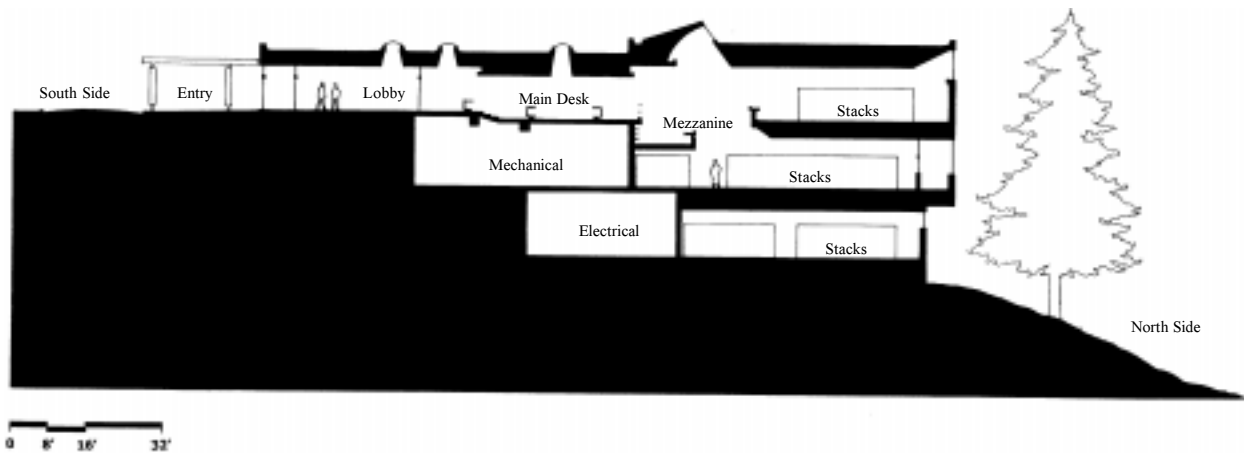 South Side
Entry
Lobby
Main Desk
Mezzanine
Stacks
Mechanical
Stacks
Electrical
Stacks
North Side
0 8' 16' 32'